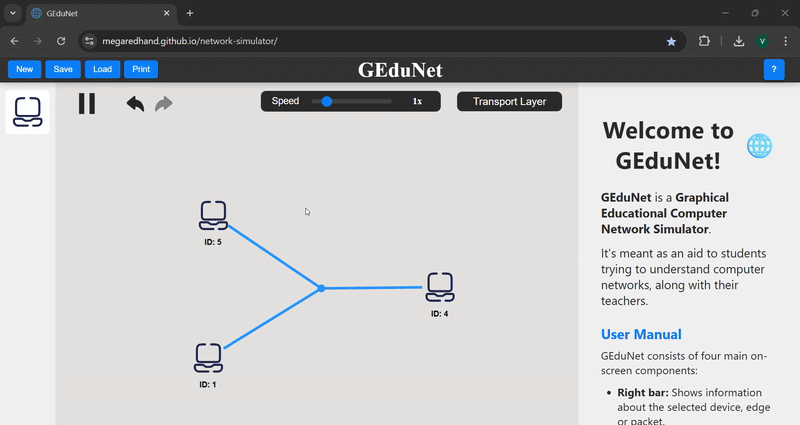 GEduNet
megaredhand.github.io/network-simulator/
V
New
Save
Load
Print
GEduNet
?
Speed
1x
Transport Layer
ID: 5
ID: 4
ID: 1
Welcome to
GEduNet!
GEduNet is a Graphical
Educational Computer
Network Simulator.
It's meant as an aid to students
trying to understand computer
networks, along with their
teachers.
User Manual
GEduNet consists of four main on-
screen components:
• Right bar: Shows information
about the selected device, edge
or packet.